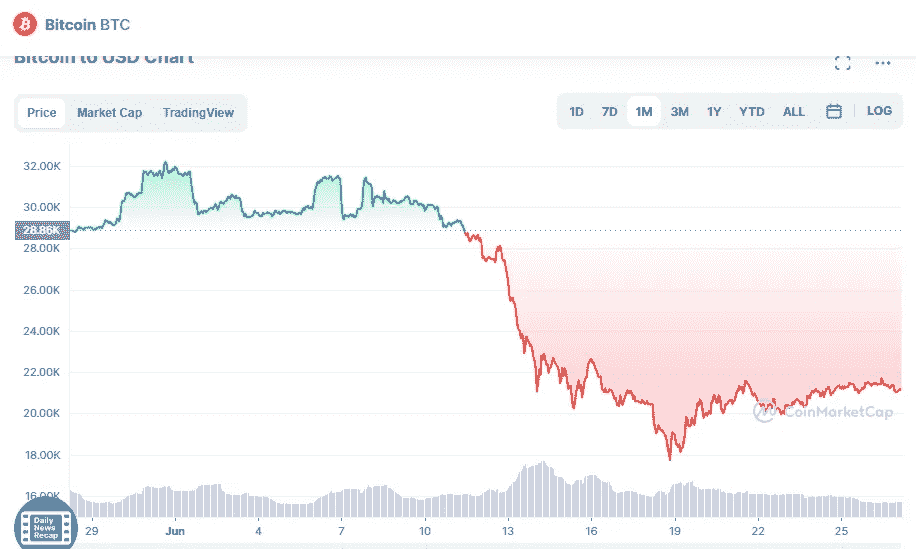 Bitcoin BTC
Bitcoin to USD Chart
Price Market Cap TradingView
1D 7D 1M 3M 1Y YTD ALL LOG
32.00K
30.00K
28.86K
28.00K
26.00K
24.00K
22.00K
20.00K
CoinMarketCap
18.00K
16.00K
Daily
News
Recap
29 Jun 4 7 10 13 16 19 22 25